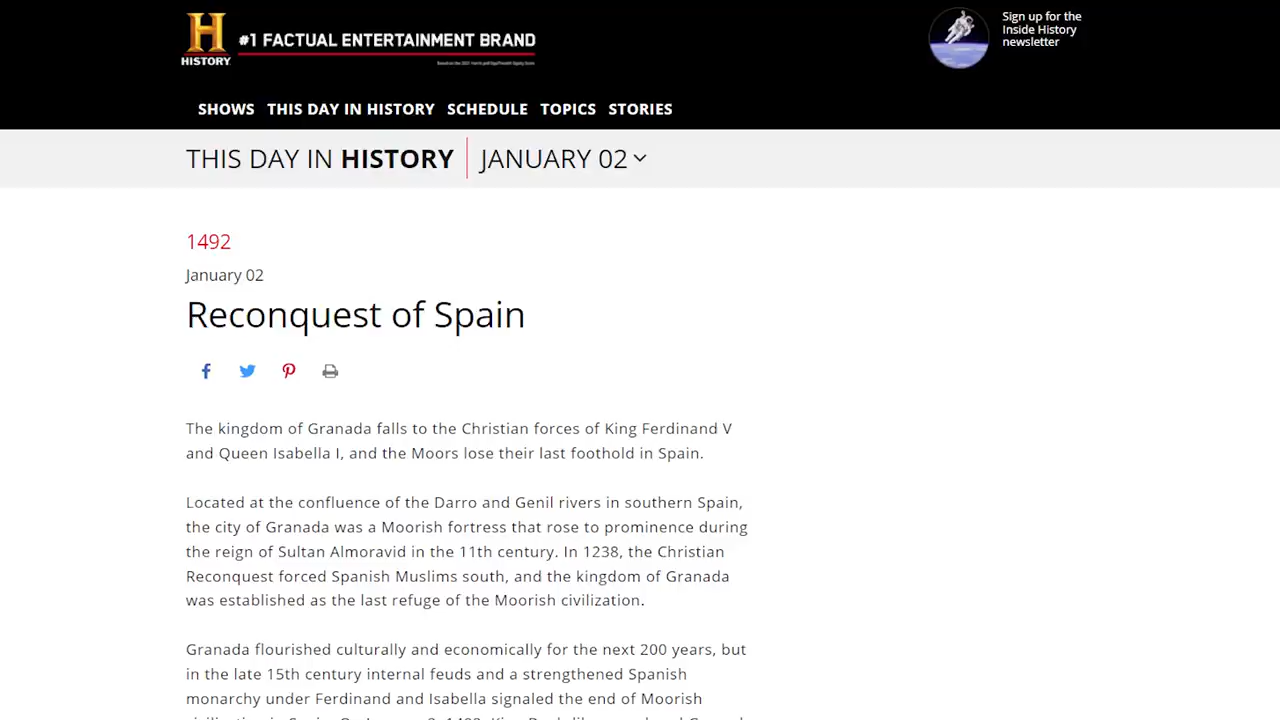 H
HISTORY
#1 FACTUAL ENTERTAINMENT BRAND
Sign up for the
Inside History
newsletter
SHOWS THIS DAY IN HISTORY SCHEDULE TOPICS STORIES
THIS DAY IN HISTORY JANUARY 02
1492
January 02
Reconquest of Spain
The kingdom of Granada falls to the Christian forces of King Ferdinand V
and Queen Isabella I, and the Moors lose their last foothold in Spain.
Located at the confluence of the Darro and Genil rivers in southern Spain,
the city of Granada was a Moorish fortress that rose to prominence during
the reign of Sultan Almoravid in the 11th century. In 1238, the Christian
Reconquest forced Spanish Muslims south, and the kingdom of Granada
was established as the last refuge of the Moorish civilization.
Granada flourished culturally and economically for the next 200 years, but
in the late 15th century internal feuds and a strengthened Spanish
monarchy under Ferdinand and Isabella signaled the end of Moorish